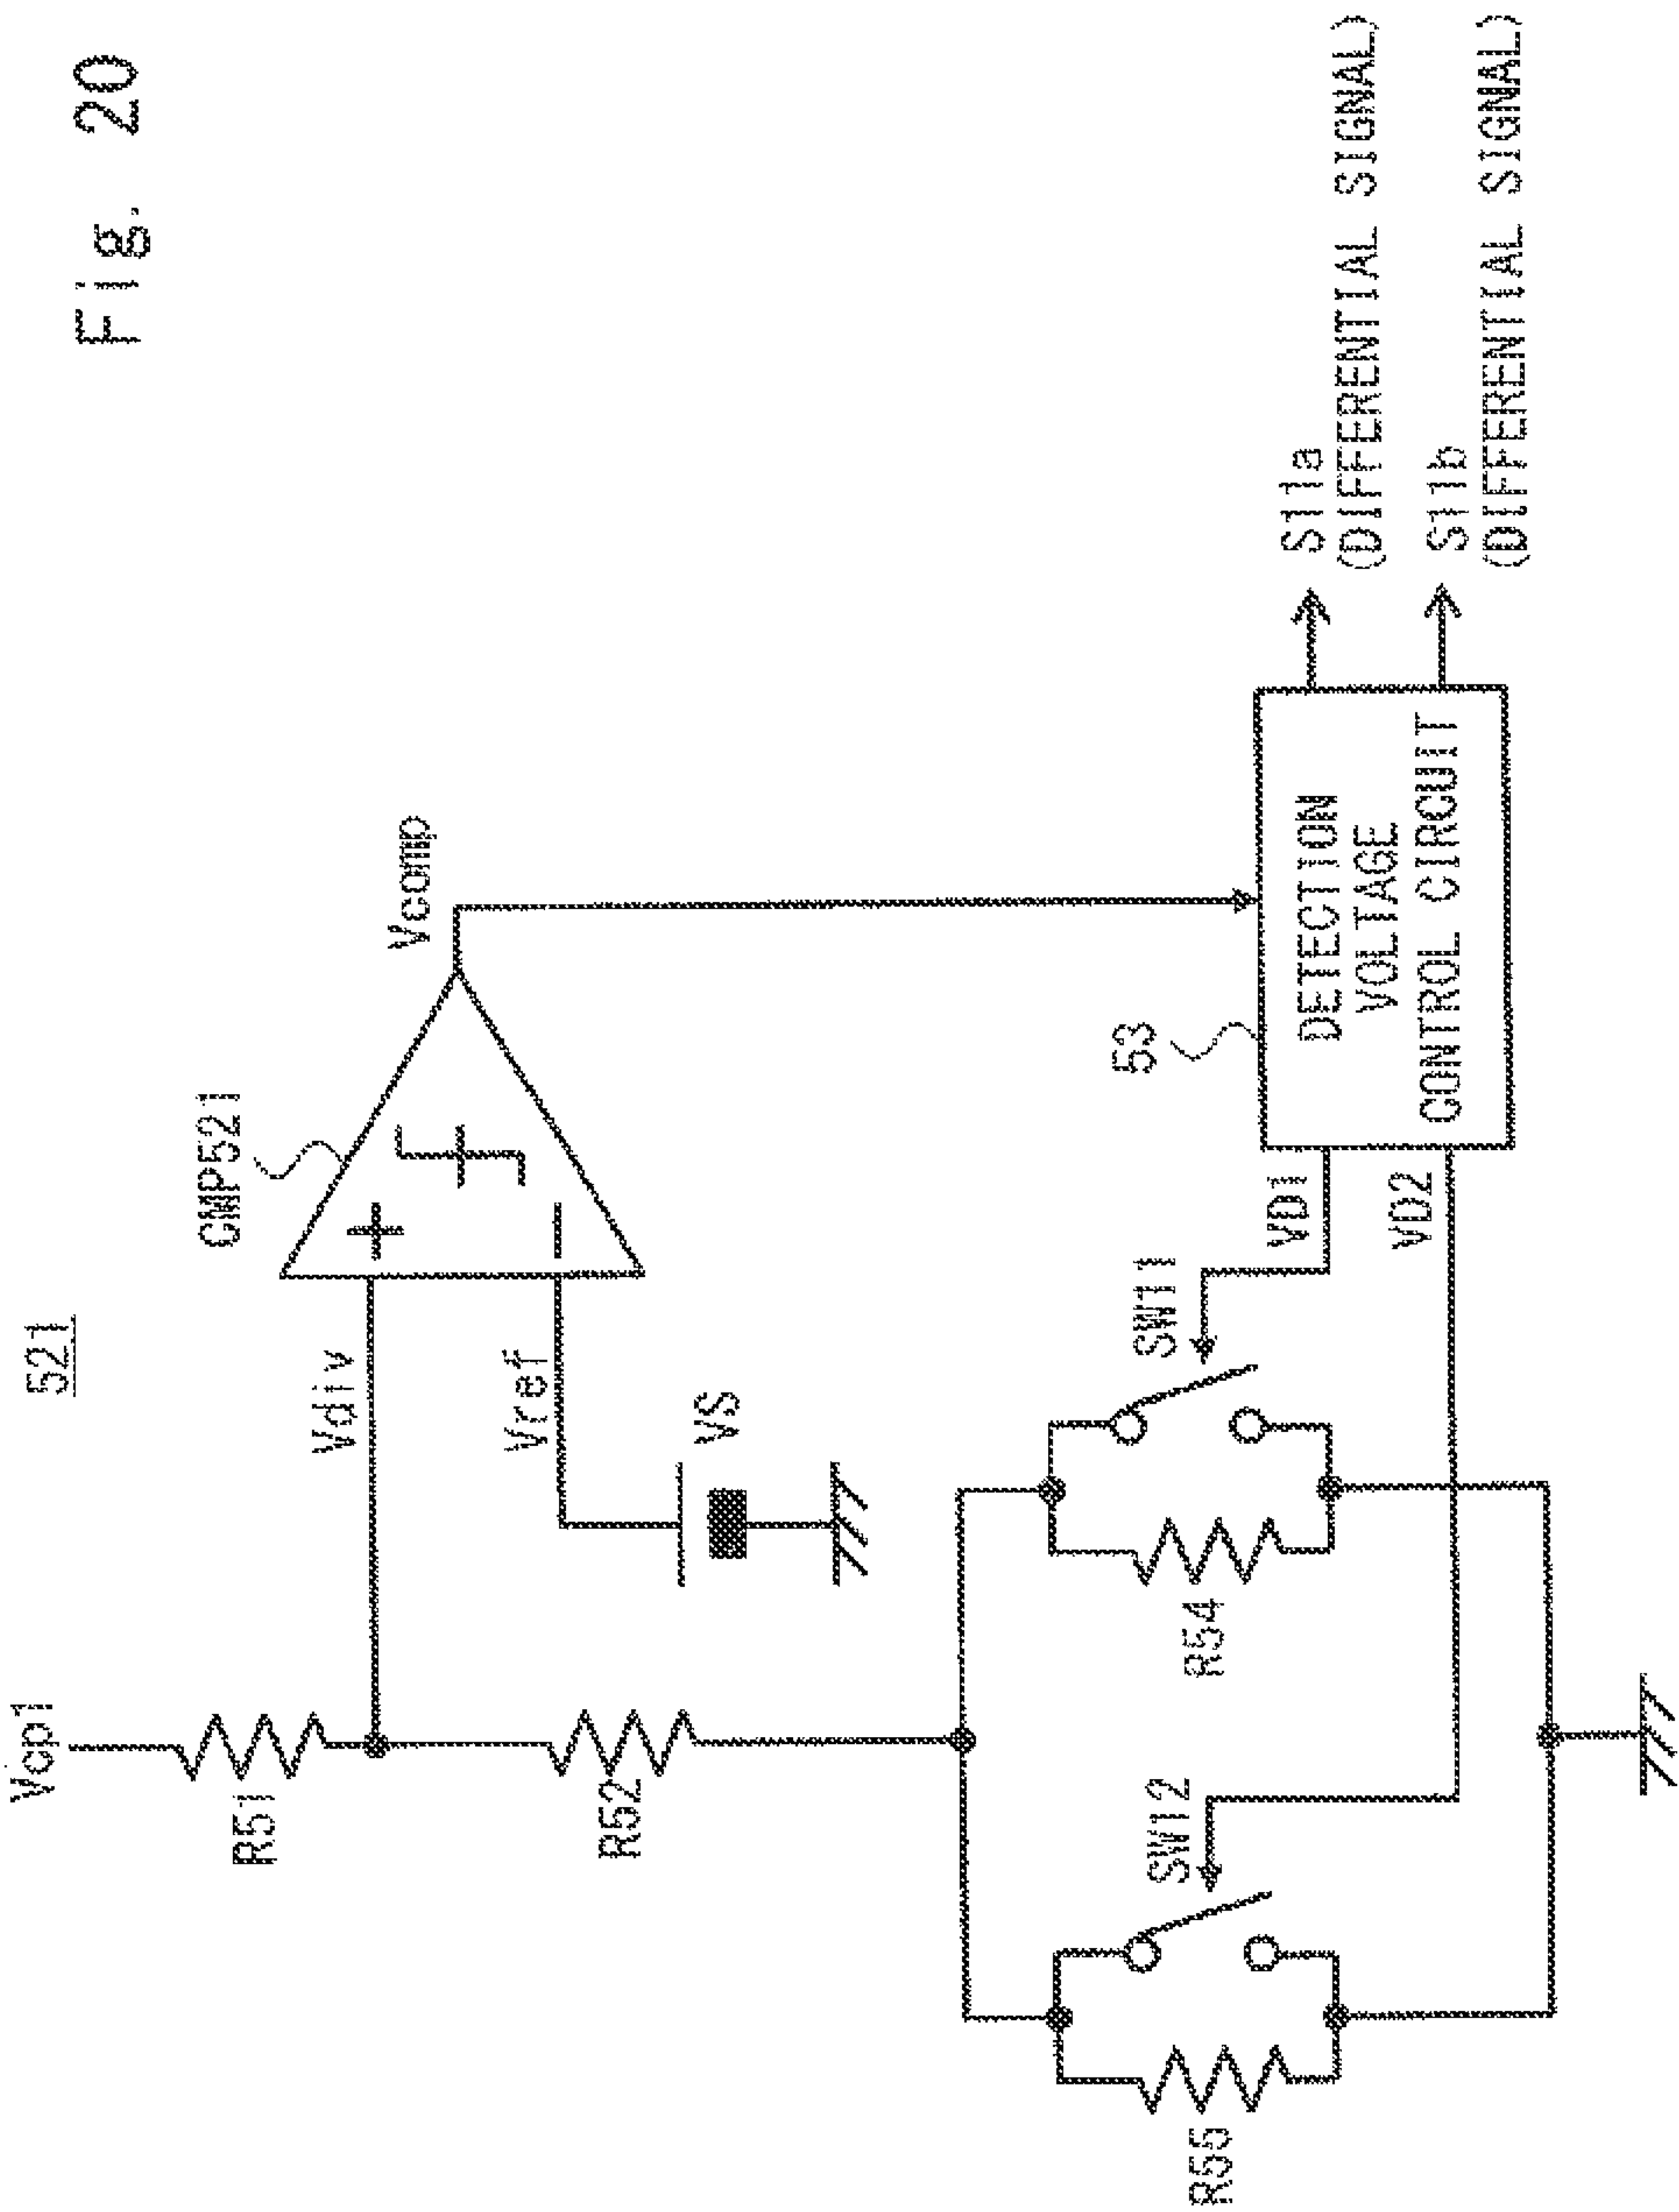 Fig. 20
521
Vcp1
R51
Vdiv
CMP521
+
−
Vcomp
Vref
VS
R52
R55
SW12
R54
SW11
VD1
VD2
53
DETECTION
VOLTAGE
CONTROL CIRCUIT
S11a
(DIFFERENTIAL SIGNAL)
S11b
(DIFFERENTIAL SIGNAL)